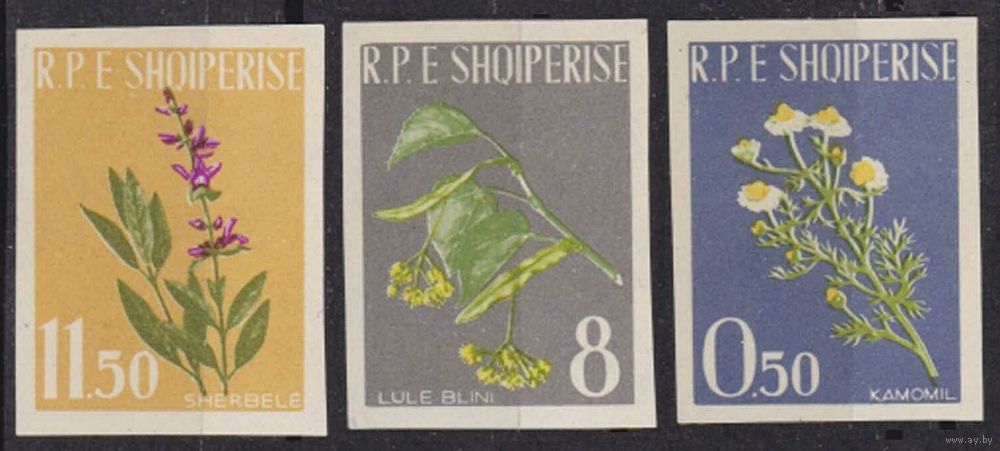 R.P.E SHQIPERISE
11.50
SHERBELE
R.P.E SHQIPERISE
8
LULE BLINI
R.P.E SHQIPERISE
0.50
KAMOMIL
www.ay.by